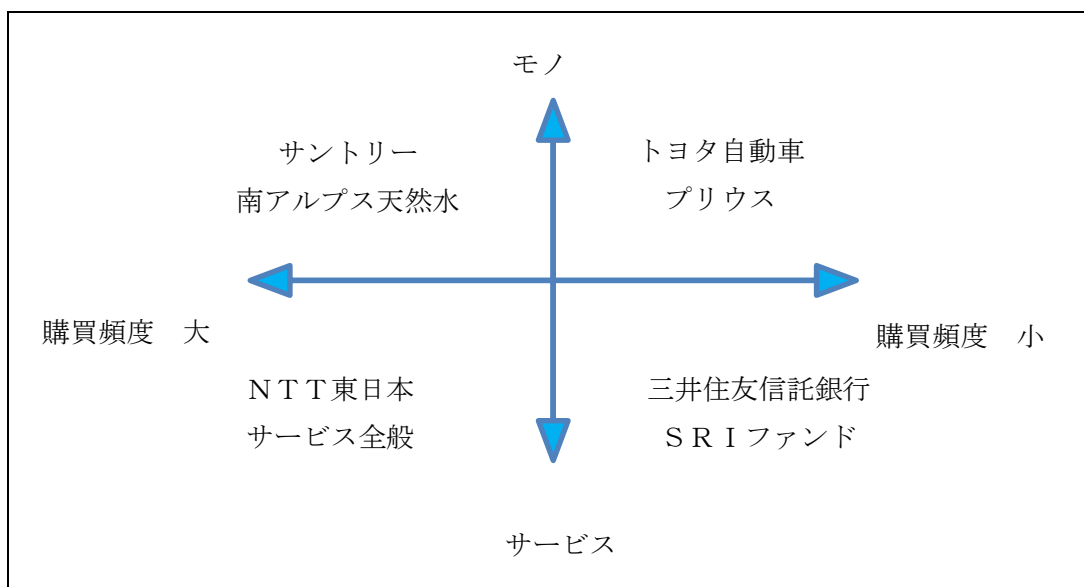 モノ
サントリー
南アルプス天然水
トヨタ自動車
プリウス
購買頻度　大
購買頻度　小
ＮＴＴ東日本
サービス全般
三井住友信託銀行
ＳＲＩファンド
サービス